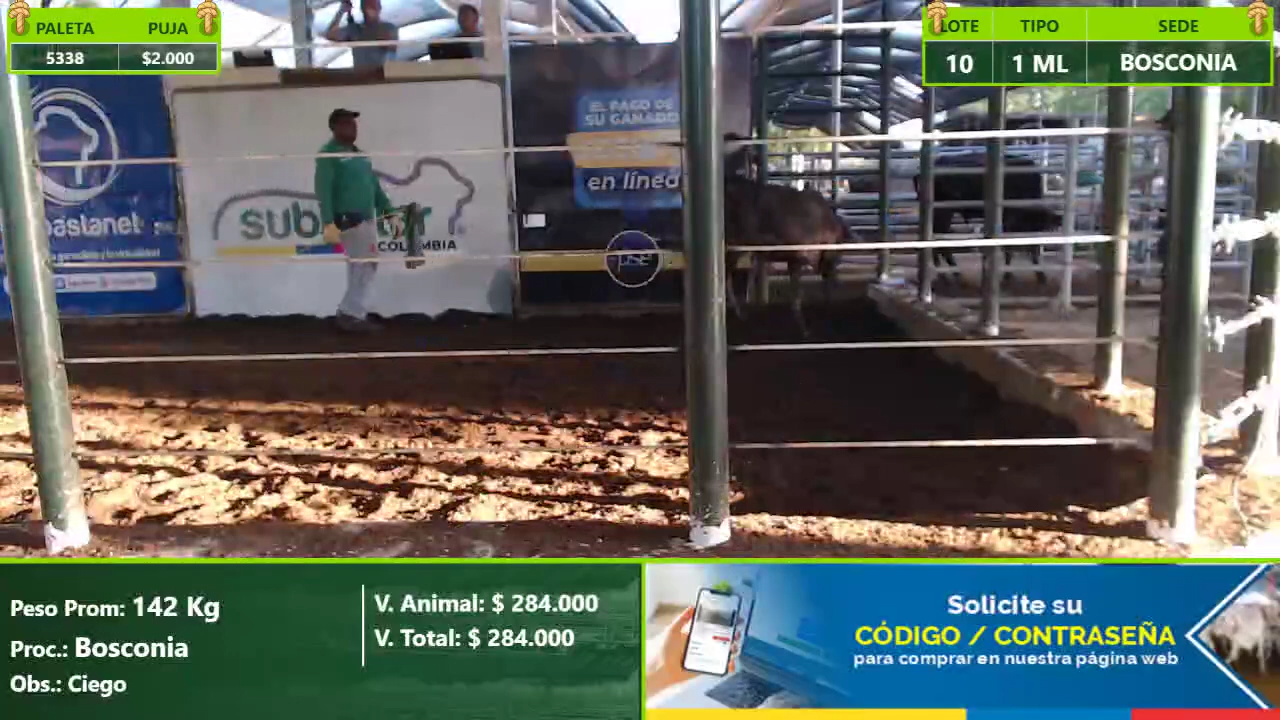 PALETA PUJA
5338 $2.000
LOTE TIPO SEDE
10 1 ML BOSCONIA
EL PAGO DE
SU GANADO
en línea
pse
COLOMBIA
Peso Prom: 142 Kg
Proc.: Bosconia
Obs.: Ciego
V. Animal: $ 284.000
V. Total: $ 284.000
Solicite su
CÓDIGO / CONTRASEÑA
para comprar en nuestra página web